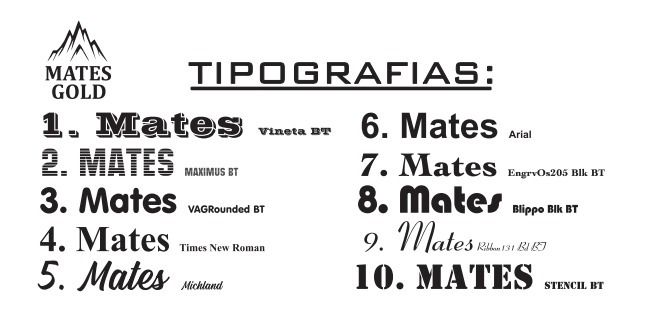 MATES
GOLD
TIPOGRAFIAS:
1. Mates Vineta BT
2. MATES MAXIMUS BT
3. Mates VAGRounded BT
4. Mates Times New Roman
5. Mates Michland
6. Mates Arial
7. Mates EngrvOs205 Blk BT
8. Mates Blippo Blk BT
9. Mates Ribbon131 Bd BT
10. MATES STENCIL BT